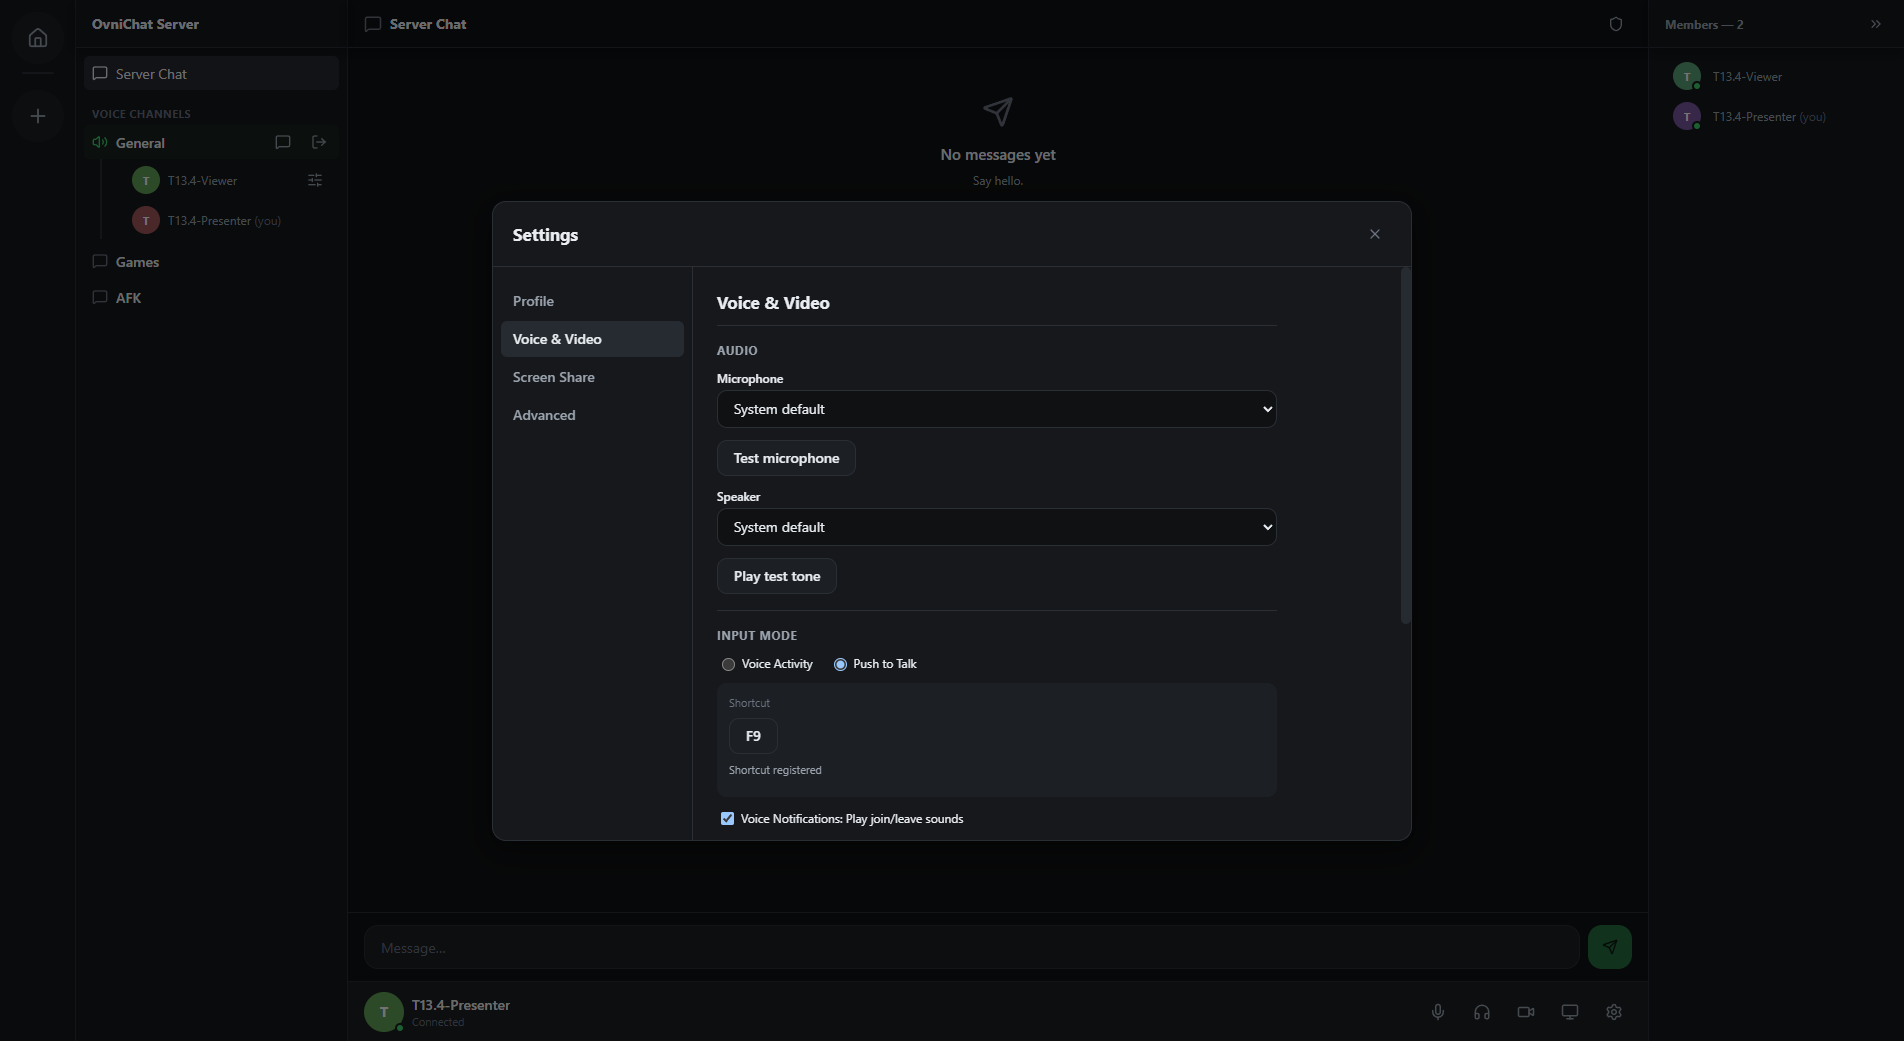 OvniChat Server
Server Chat
VOICE CHANNELS
General
T T13.4-Viewer
T T13.4-Presenter (you)
Games
AFK
Server Chat
No messages yet
Say hello.
Settings
Profile
Voice & Video
Screen Share
Advanced
Voice & Video
AUDIO
Microphone
System default
Test microphone
Speaker
System default
Play test tone
INPUT MODE
Voice Activity
Push to Talk
Shortcut
F9
Shortcut registered
Voice Notifications: Play join/leave sounds
Message...
T T13.4-Presenter
Connected
Members — 2
T T13.4-Viewer
T T13.4-Presenter (you)